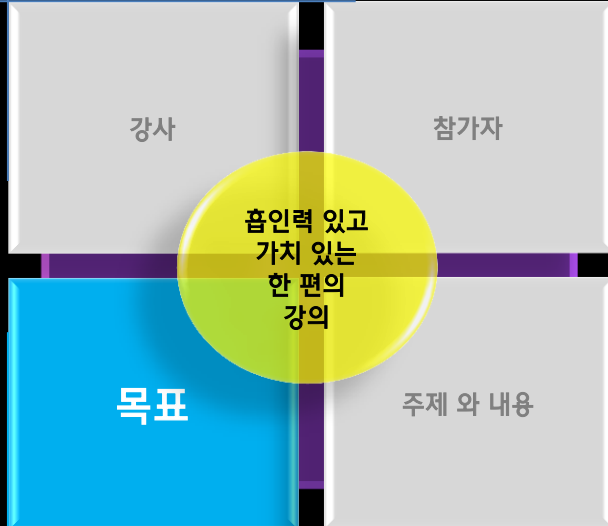 강사
참가자
흡인력 있고
가치 있는
한 편의
강의
목표
주제 와 내용